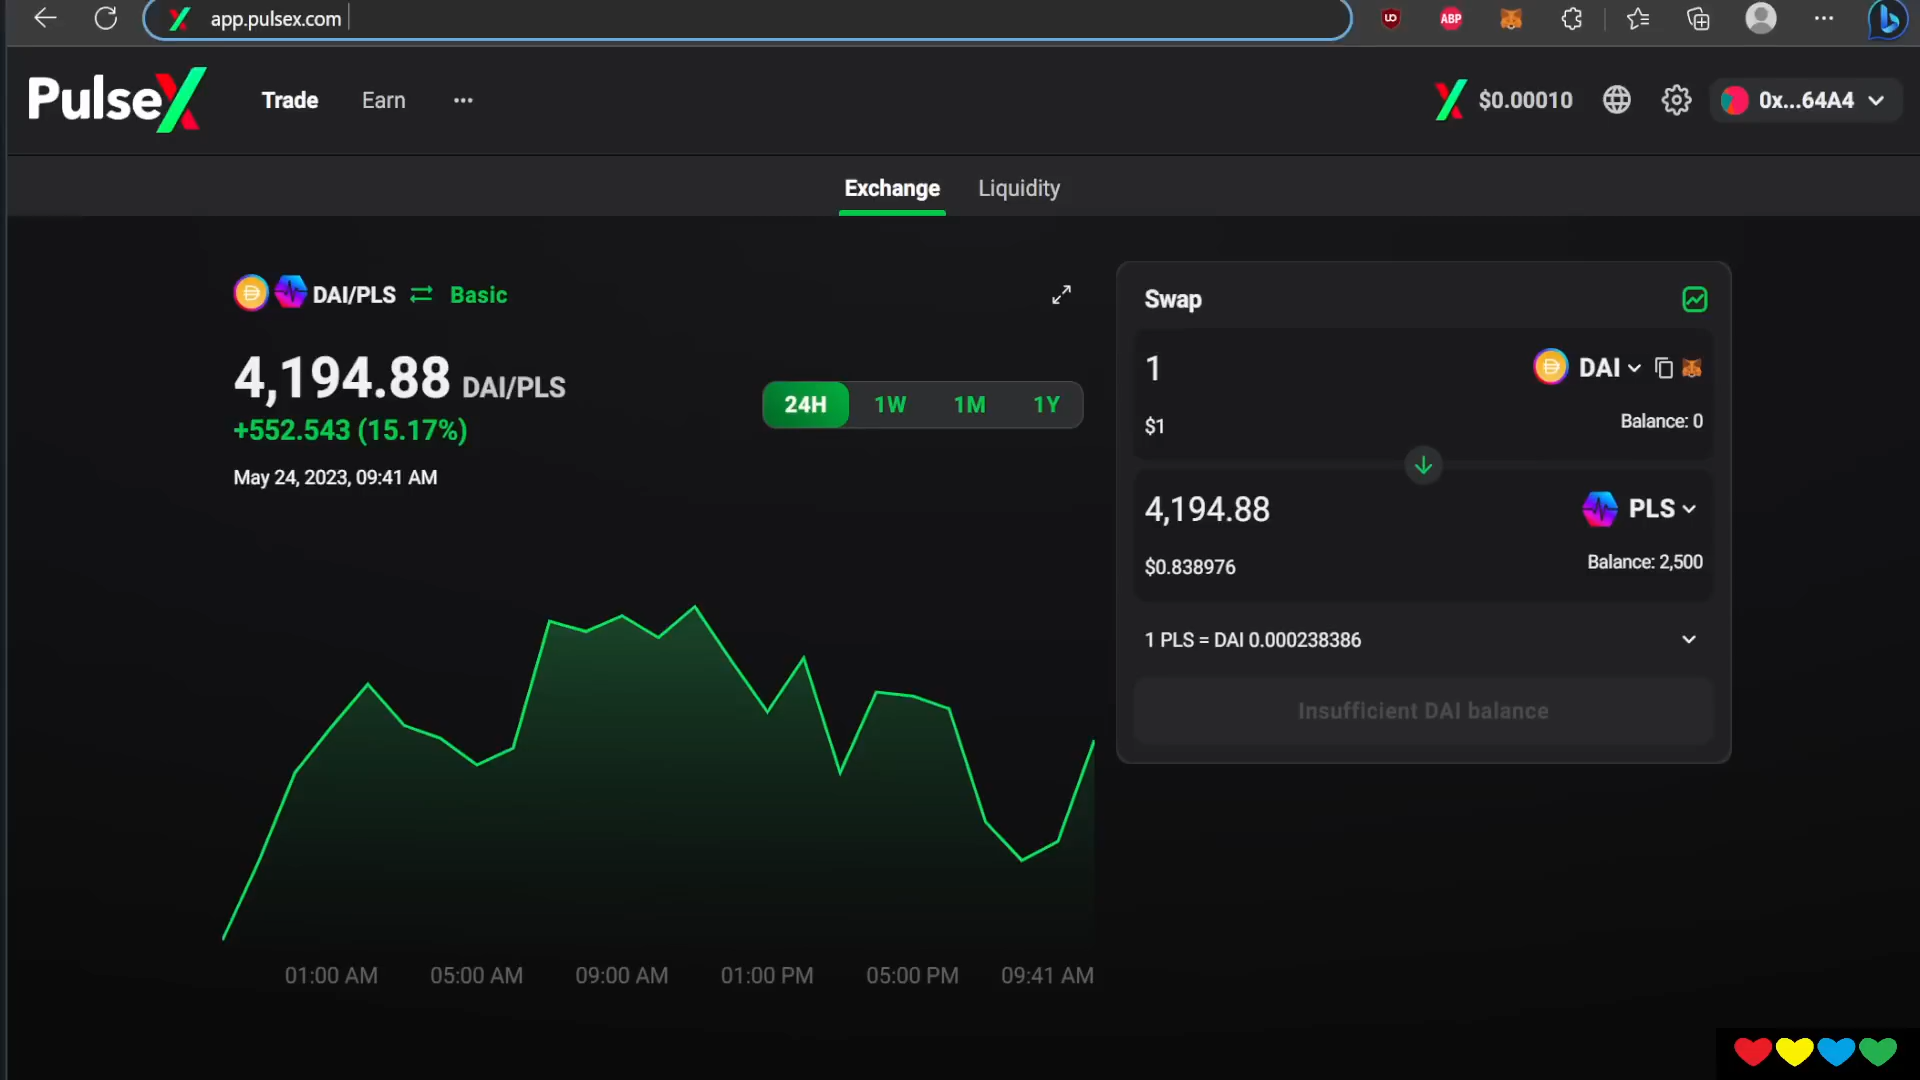 app.pulsex.com
UO
ABP
PulseX
Trade
Earn
$0.00010
0x...64A4
Exchange
Liquidity
DAI/PLS
Basic
4,194.88 DAI/PLS
+552.543 (15.17%)
May 24, 2023, 09:41 AM
24H
1W
1M
1Y
01:00 AM
05:00 AM
09:00 AM
01:00 PM
05:00 PM
09:41 AM
Swap
1
DAI
$1
Balance: 0
4,194.88
PLS
$0.838976
Balance: 2,500
1 PLS = DAI 0.000238386
Insufficient DAI balance